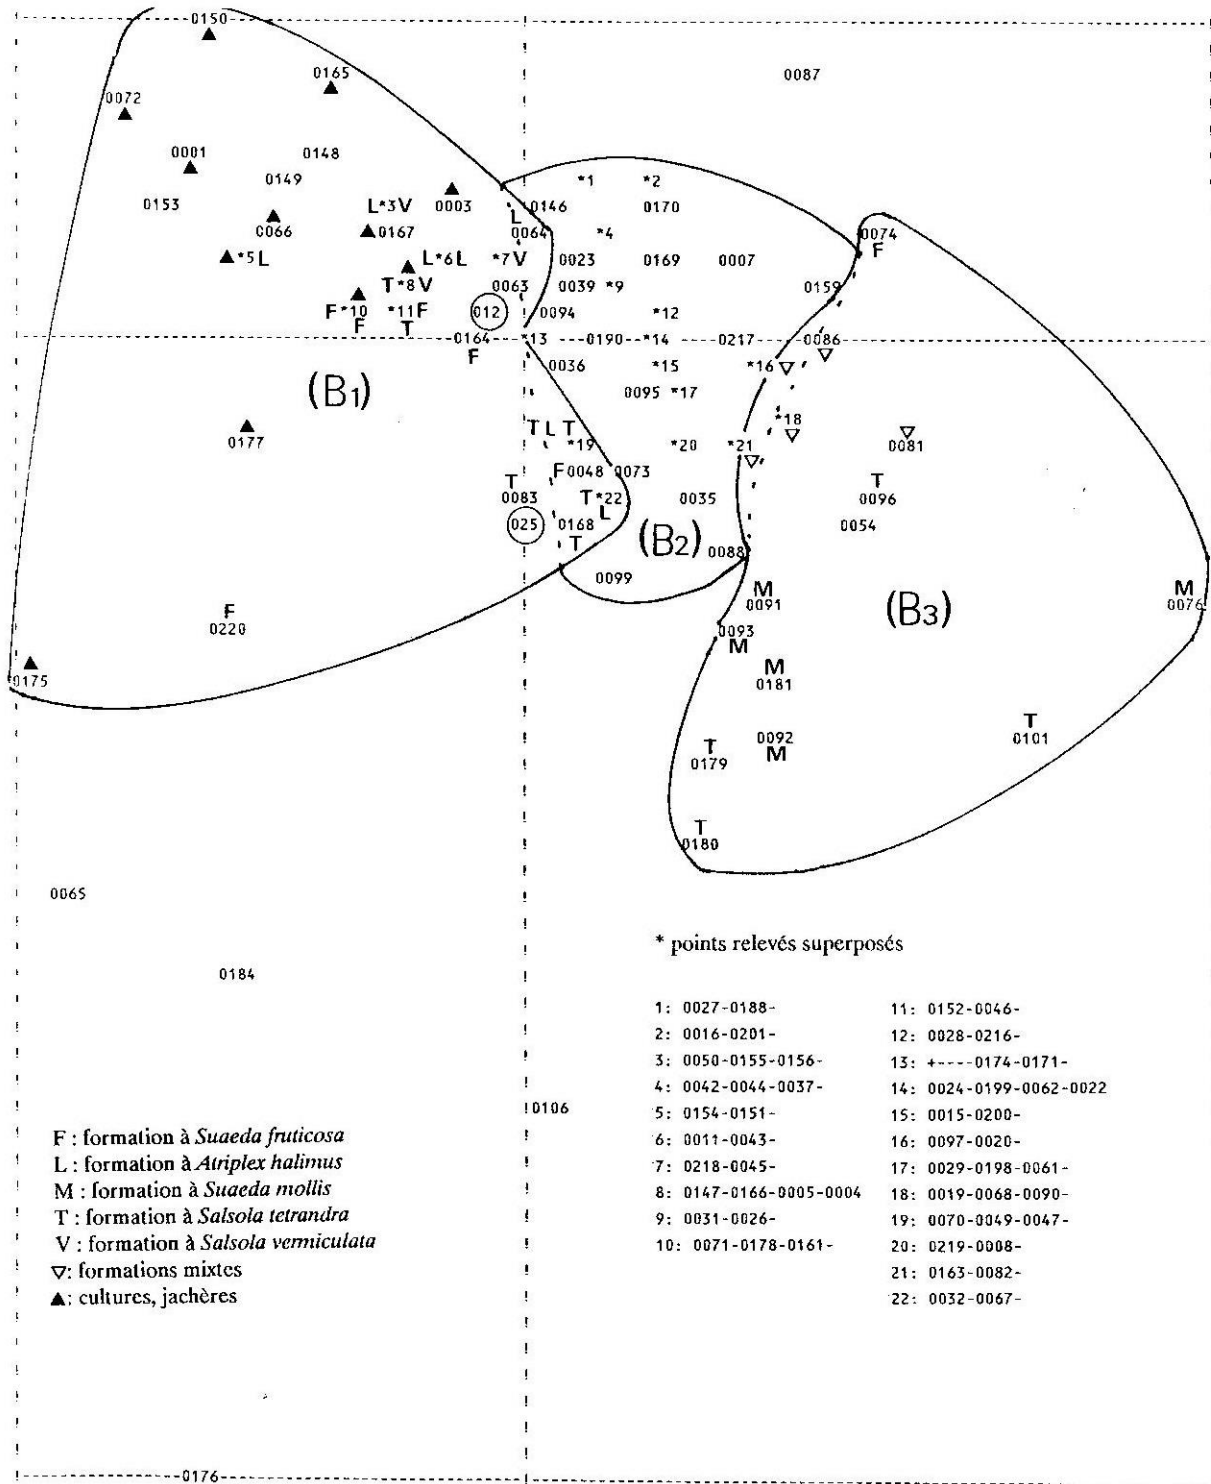 0150
0165
0087
0072
0001
0148
0149
*1 *2
0153
L*3V
0003
0146
0170
L
0066
0167
0064
*4
0074
F
*5L
L*6L
*7V
0023
0169
0007
T*8V
0063
0039
*9
0159
F*10
*11F
012
0094
*12
F
T
0164
*13
0190
*14
0217
0086
F
0036
*15
*16
(B1)
0095
*17
*18
T L T
0177
*19
*20
*21
0081
F0048
0073
T
T
0083
T*22
0035
0096
L
025
0168
(B2)
0054
T
0088
0099
M
0091
(B3)
M
0076
F
0220
0093
M
M
0181
0175
T
0101
0092
M
T
0179
T
0180
0065
* points relevés superposés
0184
1: 0027-0188-
2: 0016-0201-
3: 0050-0155-0156-
4: 0042-0044-0037-
5: 0154-0151-
6: 0011-0043-
7: 0218-0045-
8: 0147-0166-0005-0004
9: 0031-0026-
10: 0071-0178-0161-
11: 0152-0046-
12: 0028-0216-
13: +----0174-0171-
14: 0024-0199-0062-0022
15: 0015-0200-
16: 0097-0020-
17: 0029-0198-0061-
18: 0019-0068-0090-
19: 0070-0049-0047-
20: 0219-0008-
21: 0163-0082-
22: 0032-0067-
0106
F : formation à Suaeda fruticosa
L : formation à Atriplex halimus
M : formation à Suaeda mollis
T : formation à Salsola tetrandra
V : formation à Salsola vermiculata
▽: formations mixtes
▲: cultures, jachères
0176